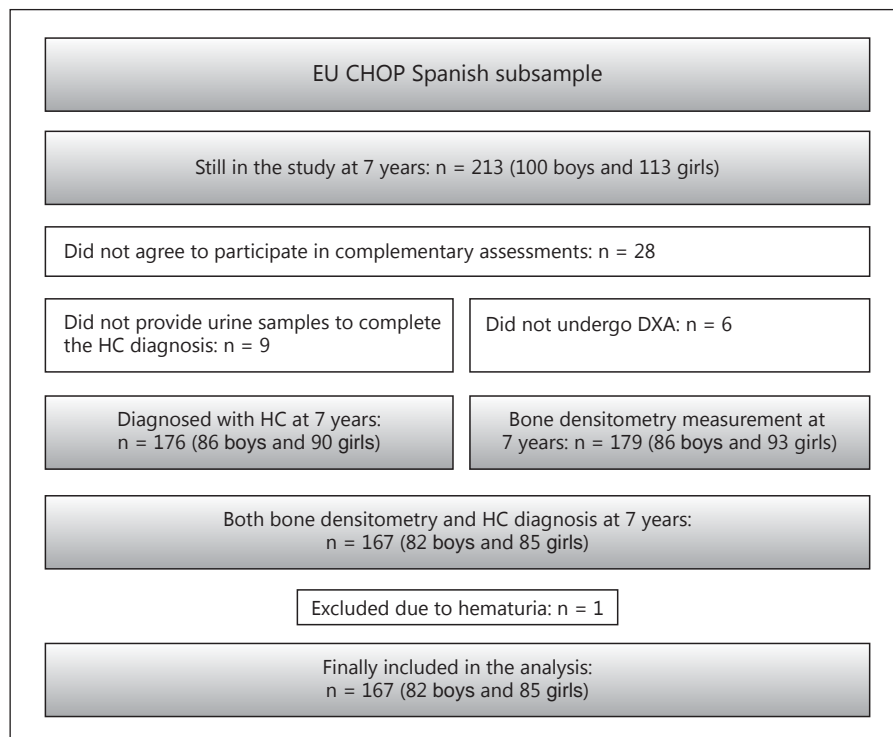 EU CHOP Spanish subsample
Still in the study at 7 years: n = 213 (100 boys and 113 girls)
Did not agree to participate in complementary assessments: n = 28
Did not provide urine samples to complete
the HC diagnosis: n = 9
Did not undergo DXA: n = 6
Diagnosed with HC at 7 years:
n = 176 (86 boys and 90 girls)
Bone densitometry measurement at
7 years: n = 179 (86 boys and 93 girls)
Both bone densitometry and HC diagnosis at 7 years:
n = 167 (82 boys and 85 girls)
Excluded due to hematuria: n = 1
Finally included in the analysis:
n = 167 (82 boys and 85 girls)